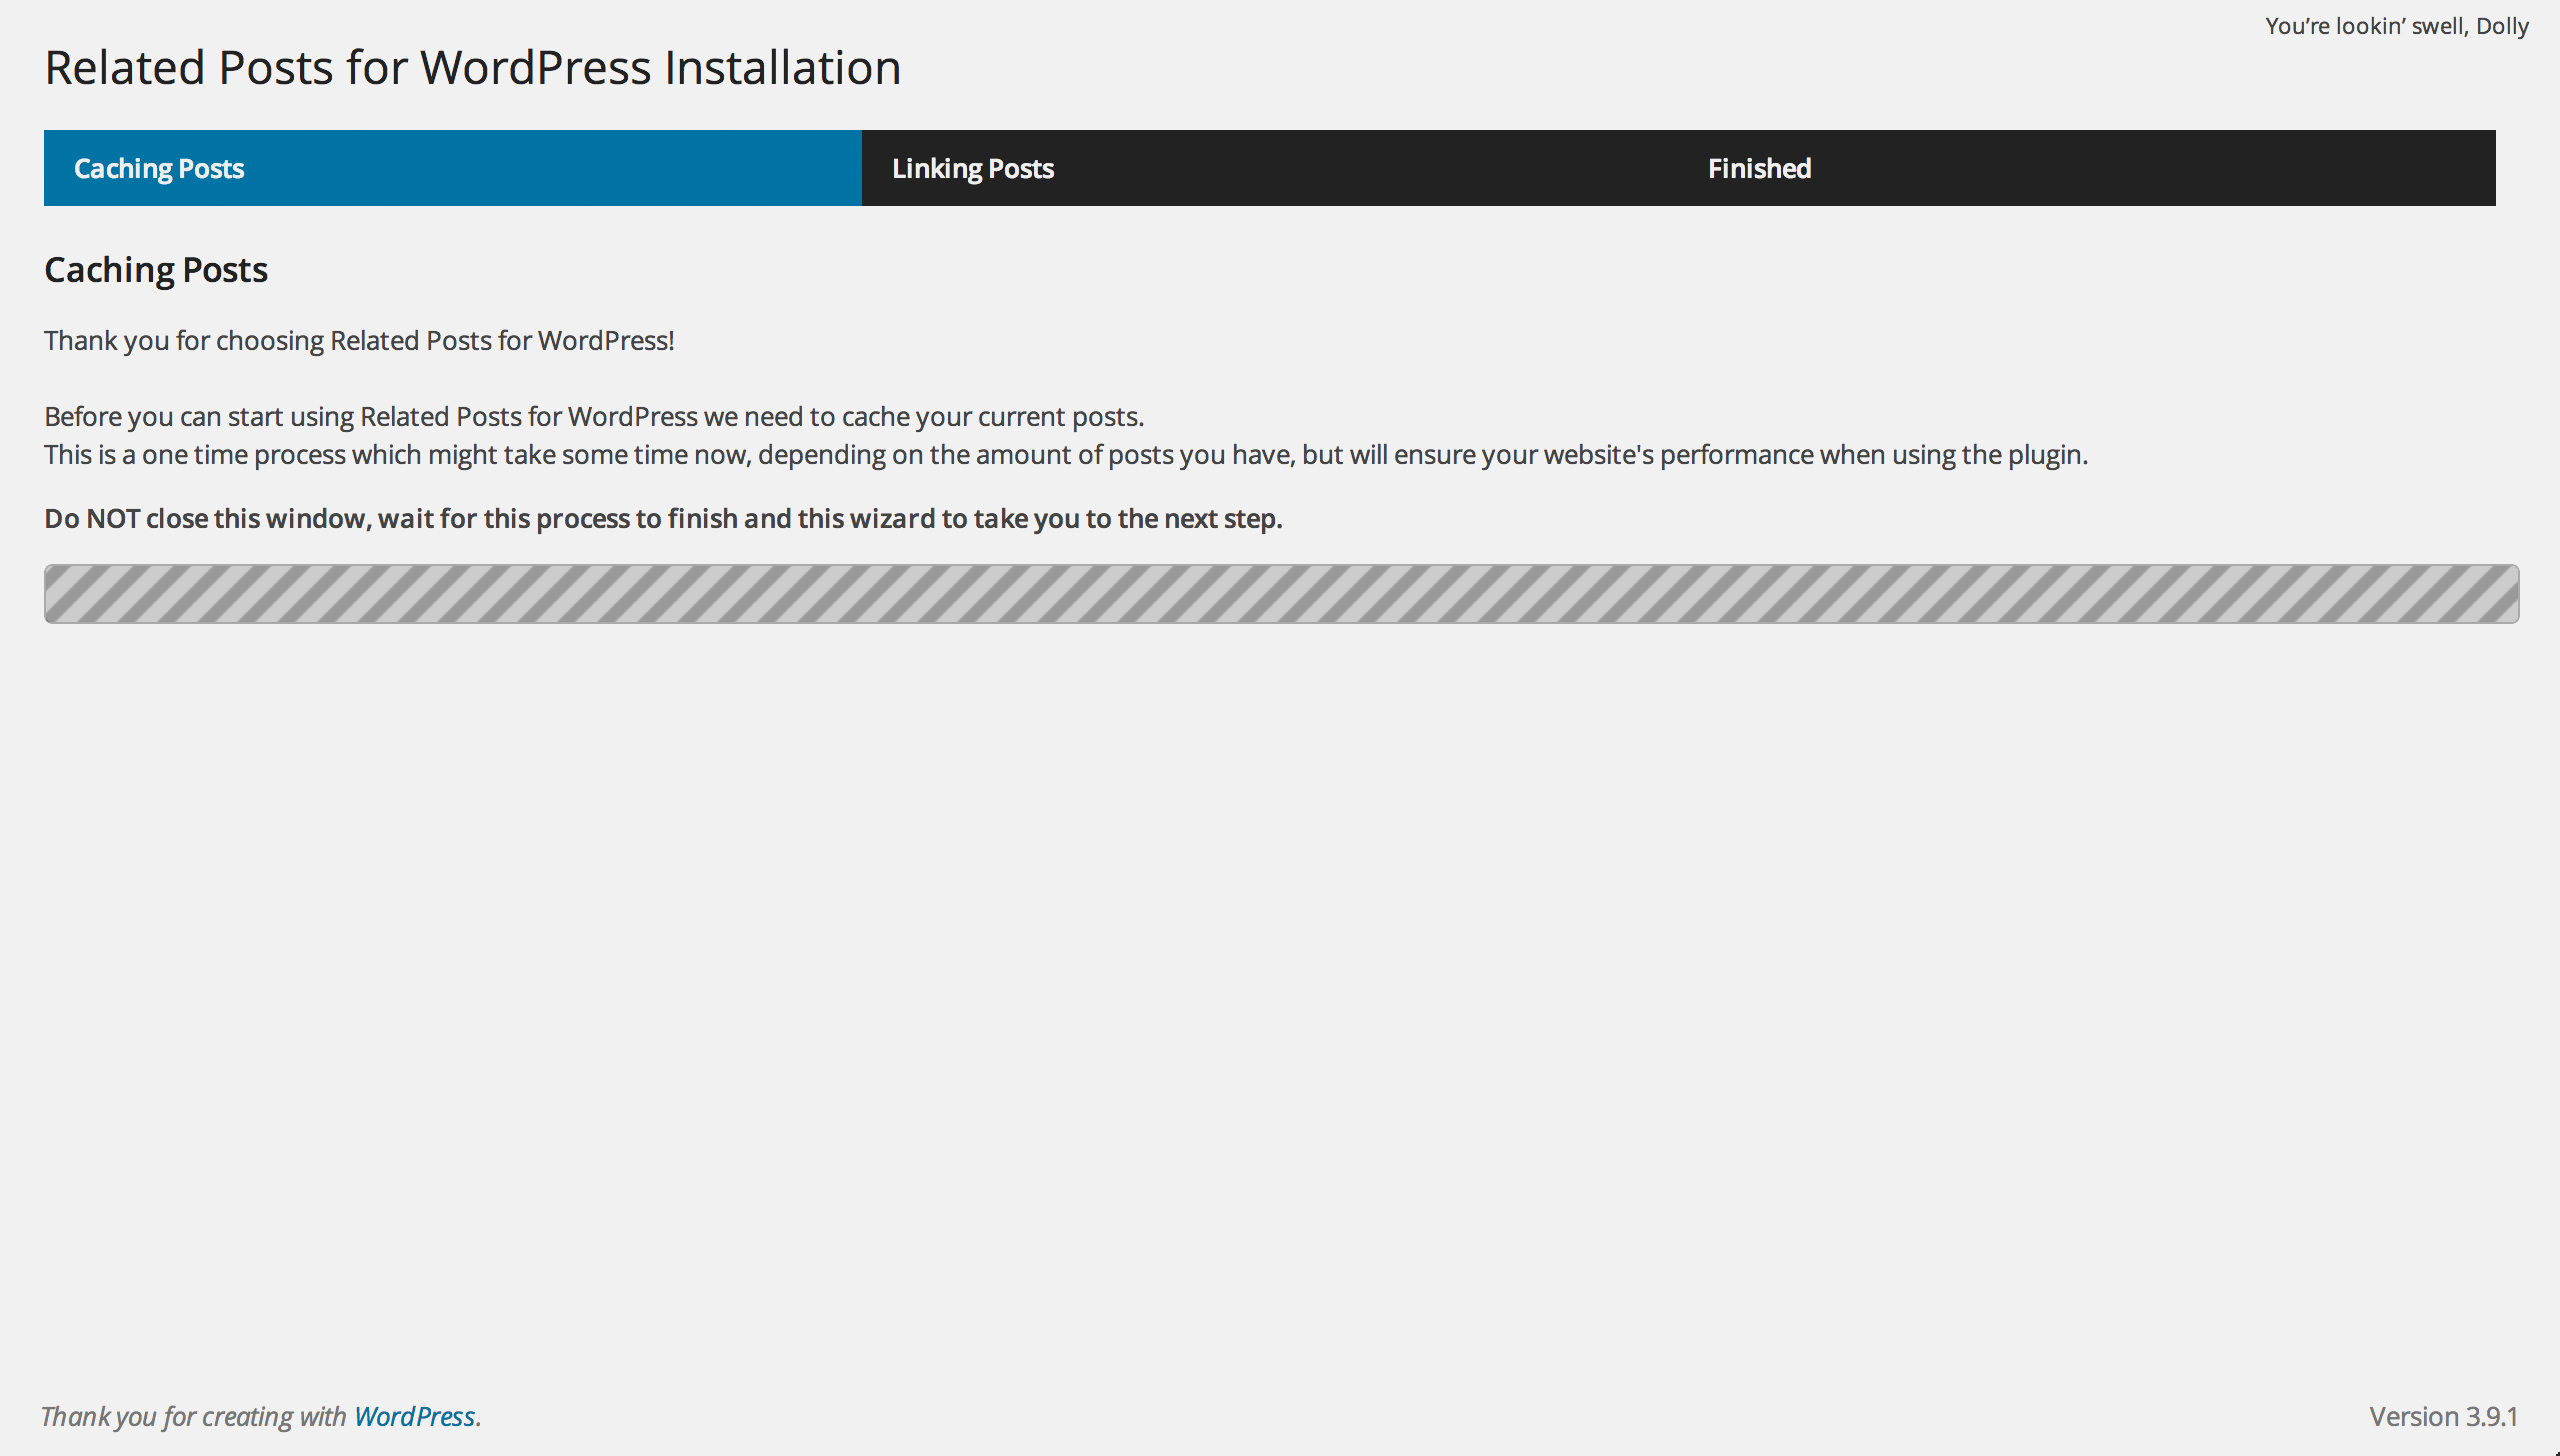 You’re lookin’ swell, Dolly
Related Posts for WordPress Installation
Caching Posts
Linking Posts
Finished
Caching Posts
Thank you for choosing Related Posts for WordPress!
Before you can start using Related Posts for WordPress we need to cache your current posts.
This is a one time process which might take some time now, depending on the amount of posts you have, but will ensure your website's performance when using the plugin.
Do NOT close this window, wait for this process to finish and this wizard to take you to the next step.
Thank you for creating with WordPress.
Version 3.9.1